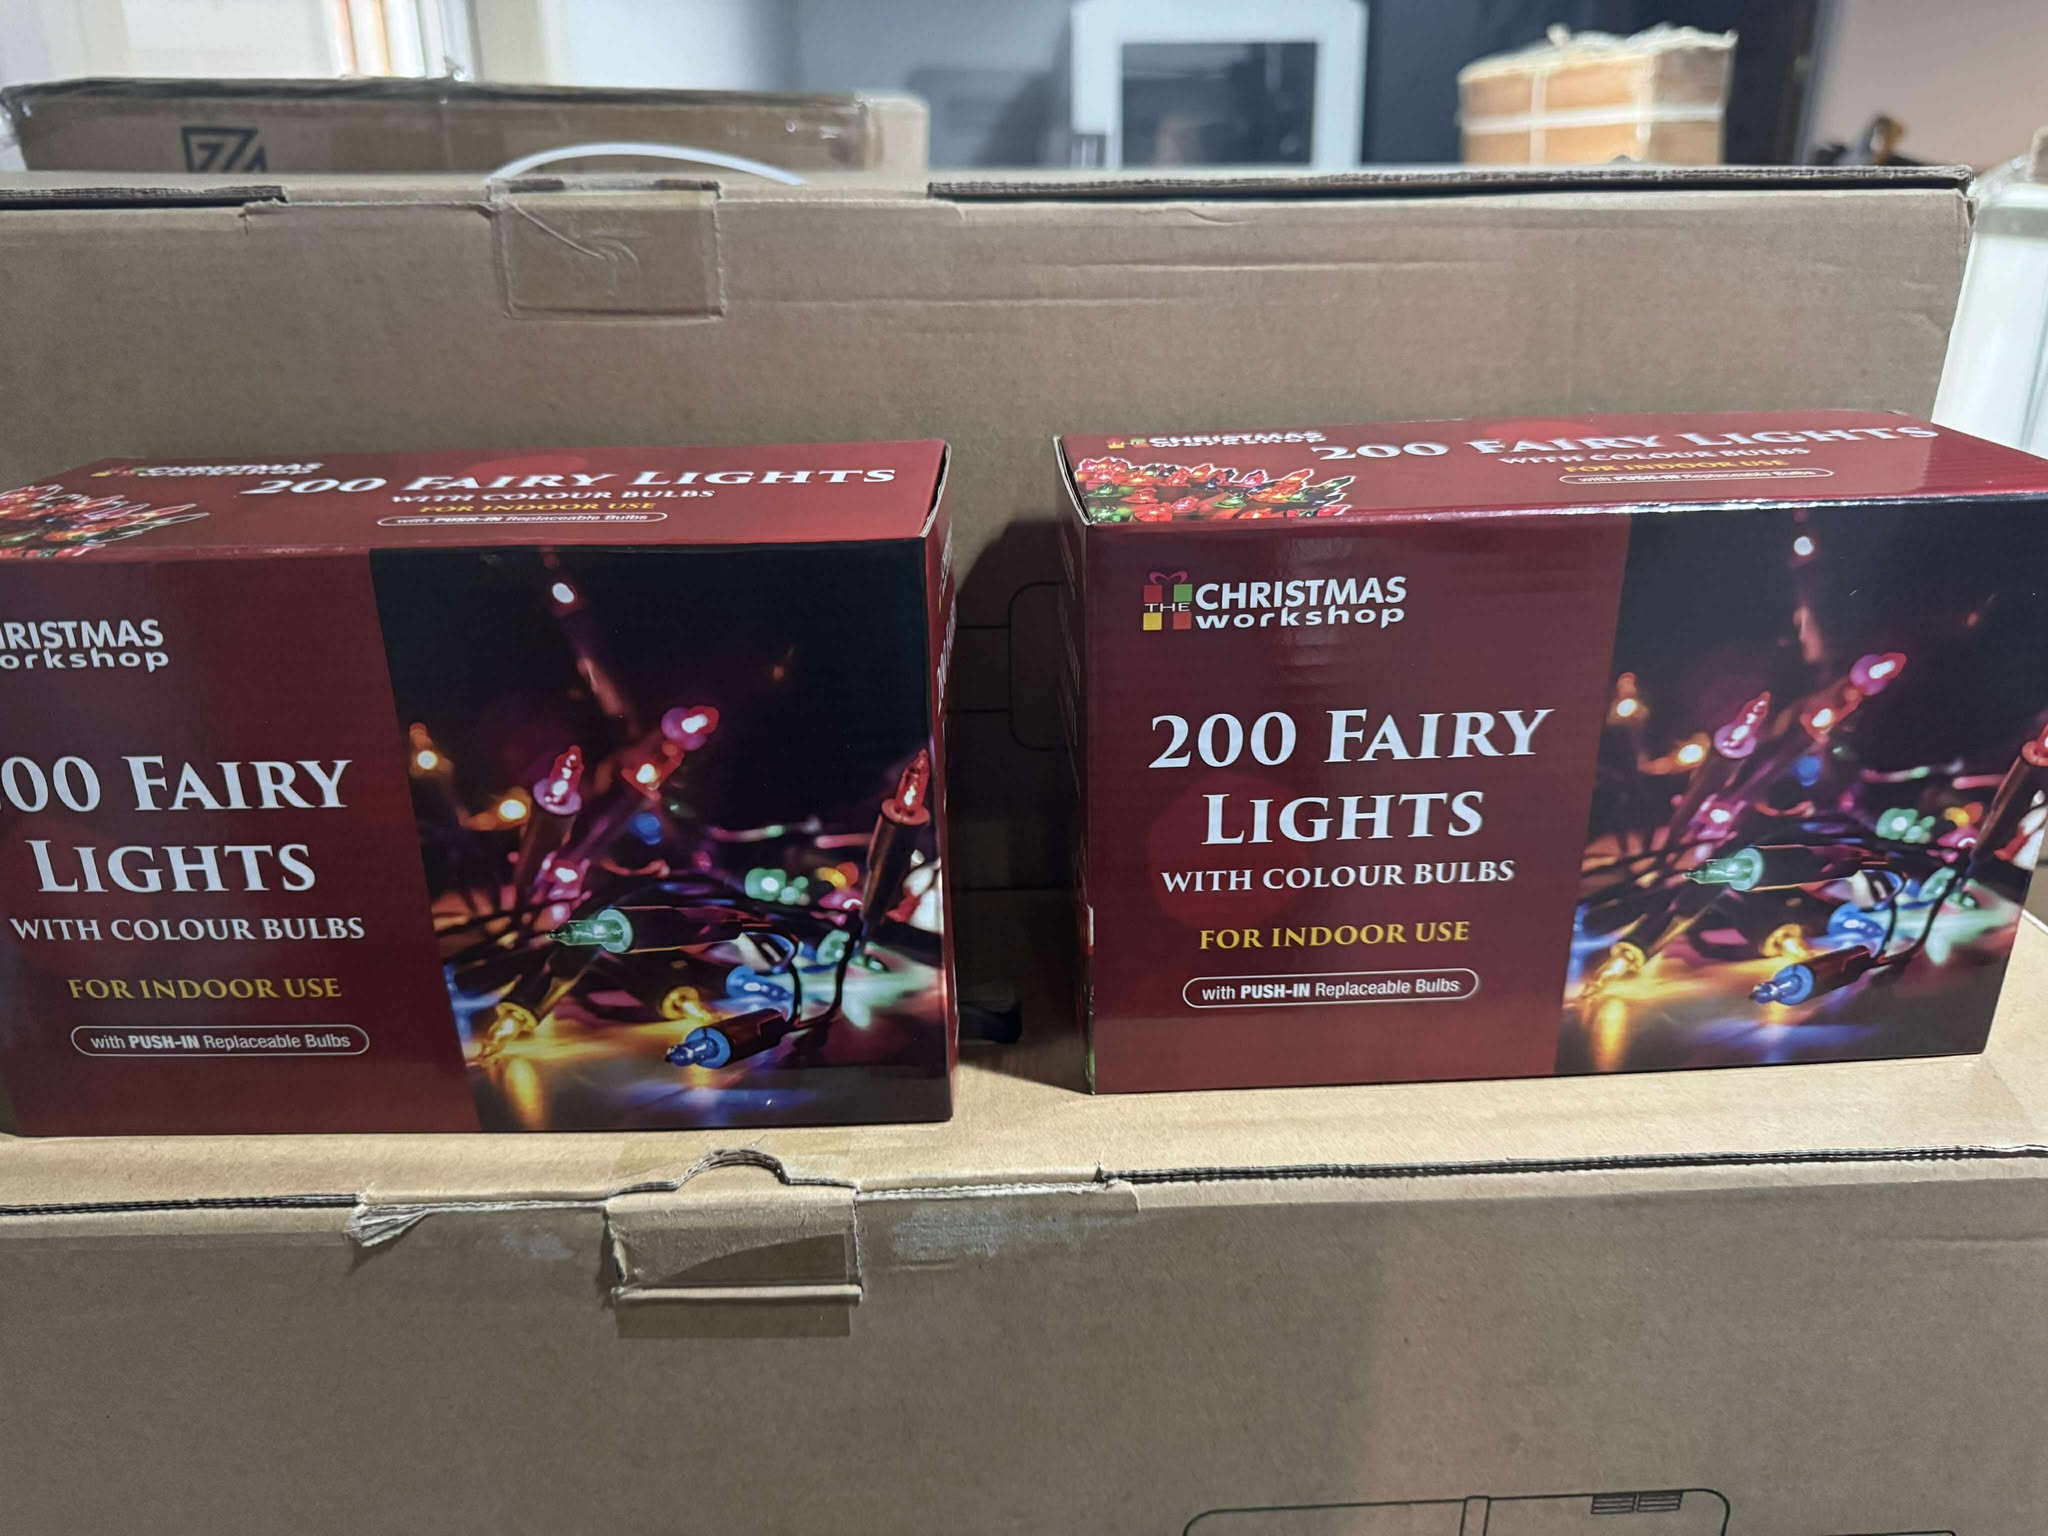 CHRISTMAS
WORKSHOP
200 FAIRY LIGHTS
WITH COLOUR BULBS
FOR INDOOR USE
with PUSH-IN Replaceable Bulbs
RISTMAS
orkshop
00 FAIRY
LIGHTS
WITH COLOUR BULBS
FOR INDOOR USE
with PUSH-IN Replaceable Bulbs
THE CHRISTMAS
WORKSHOP
200 FAIRY LIGHTS
WITH COLOUR BULBS
FOR INDOOR USE
with PUSH-IN Replaceable Bulbs
THE CHRISTMAS
workshop
200 FAIRY
LIGHTS
WITH COLOUR BULBS
FOR INDOOR USE
with PUSH-IN Replaceable Bulbs